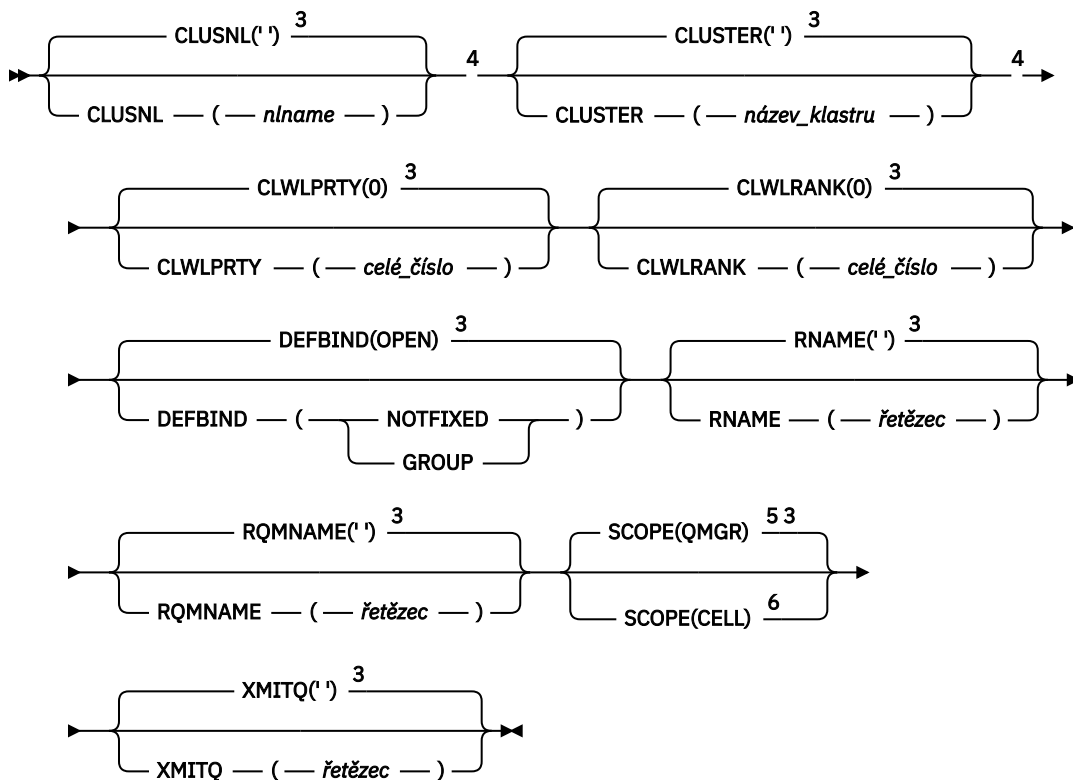 CLUSNL(' ') 3 CLUSTER(' ') 3
4 4
CLUSNL ( nlname ) CLUSTER ( název_klastru )
CLWLPRTY(0) 3 CLWLRANK(0) 3
CLWLPRTY ( celé_číslo ) CLWLRANK ( celé_číslo )
DEFBIND(OPEN) 3 RNAME(' ') 3
DEFBIND ( NOTFIXED ) RNAME ( řetězec )
GROUP
RQMNAME(' ') 3 SCOPE(QMGR) 5 3
RQMNAME ( řetězec ) SCOPE(CELL) 6
XMITQ(' ') 3
XMITQ ( řetězec )